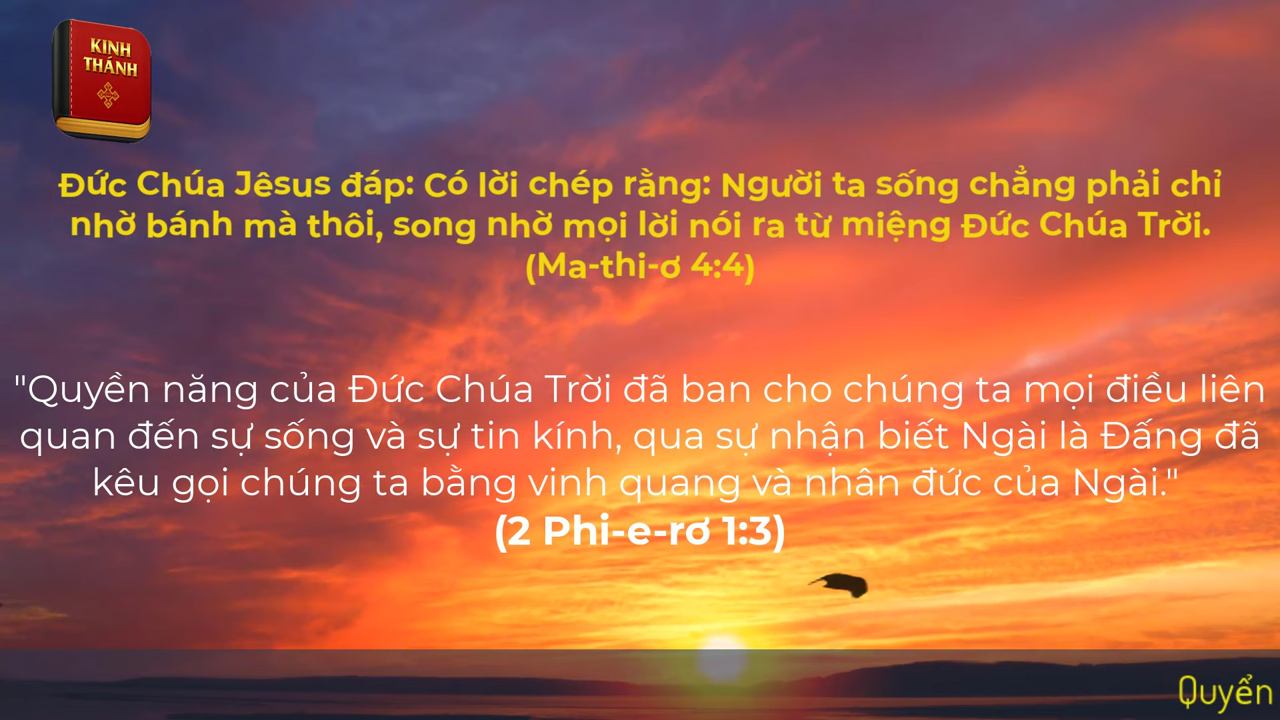 KINH
THÁNH
Đức Chúa Jêsus đáp: Có lời chép rằng: Người ta sống chẳng phải chỉ
nhờ bánh mà thôi, song nhờ mọi lời nói ra từ miệng Đức Chúa Trời.
(Ma-thi-ơ 4:4)
"Quyền năng của Đức Chúa Trời đã ban cho chúng ta mọi điều liên
quan đến sự sống và sự tin kính, qua sự nhận biết Ngài là Đấng đã
kêu gọi chúng ta bằng vinh quang và nhân đức của Ngài."
(2 Phi-e-rơ 1:3)
Quyển